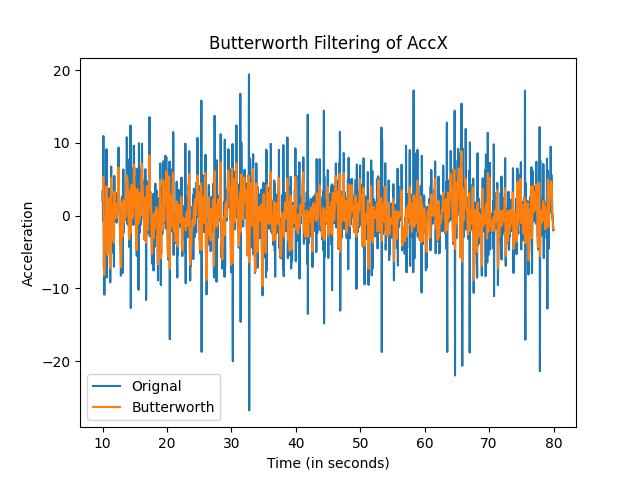 Butterworth Filtering of AccX
20
10
0
−10
−20
Acceleration
Orignal
Butterworth
10 20 30 40 50 60 70 80
Time (in seconds)